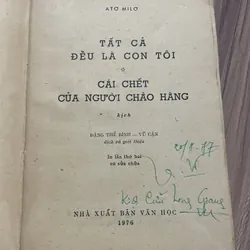 ATƠ MILƠ
TẤT CẢ
ĐỀU LÀ CON TÔI
CÁI CHẾT
CỦA NGƯỜI CHÀO HÀNG
kịch
ĐẶNG THẾ BÍNH — VŨ CẬN
dịch và giới thiệu
In lần thứ hai
có sửa chữa
NHÀ XUẤT BẢN VĂN HỌC
1976